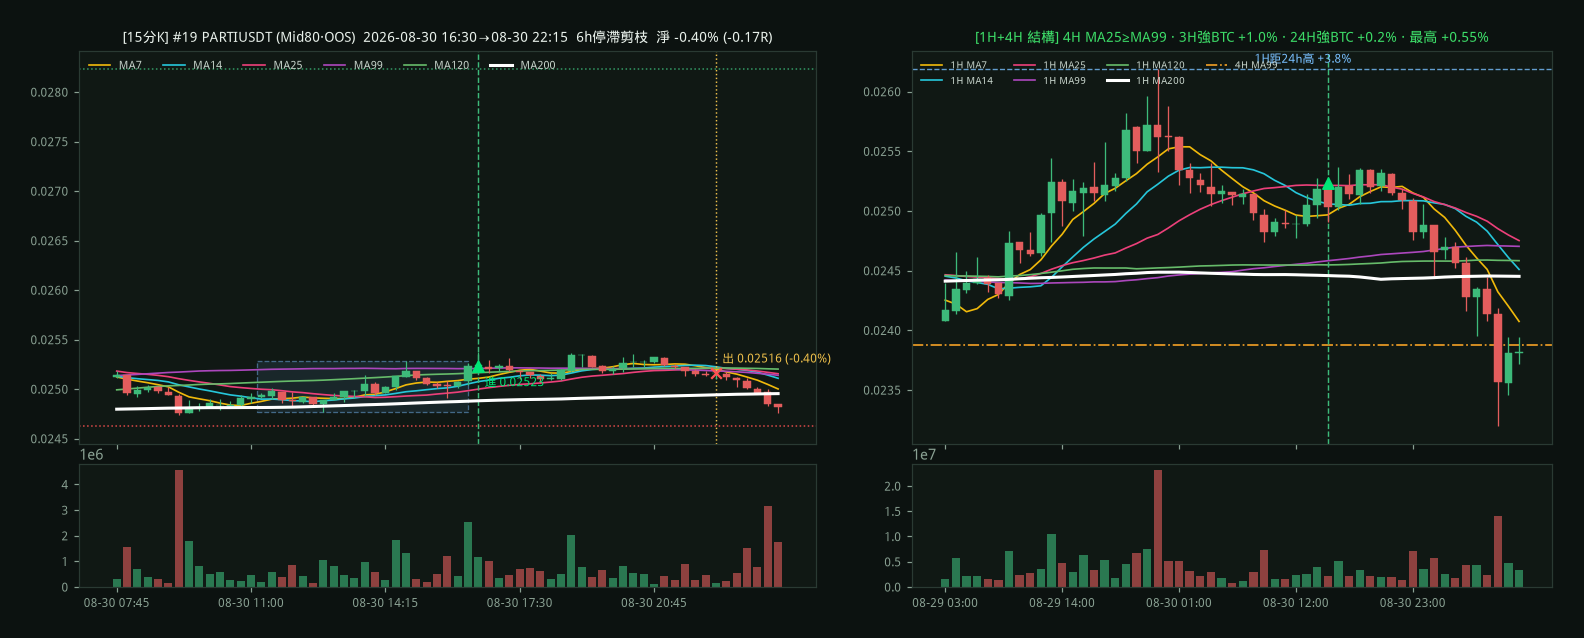 [15分K] #19 PARTIUSDT (Mid80·OOS)  2026-08-30 16:30→08-30 22:15  6h停滯剪枝  淨 -0.40% (-0.17R)
MA7 MA14 MA25 MA99 MA120 MA200
0.0280
0.0275
0.0270
0.0265
0.0260
0.0255
0.0250
0.0245
出 0.02516 (-0.40%)
進 0.02523
1e6
4
3
2
1
0
08-30 07:45 08-30 11:00 08-30 14:15 08-30 17:30 08-30 20:45
[1H+4H 結構] 4H MA25≥MA99 · 3H強BTC +1.0% · 24H強BTC +0.2% · 最高 +0.55%
1H距24h高 +3.8%
1H MA7 1H MA25 1H MA120 4H MA99
1H MA14 1H MA99 1H MA200
0.0260
0.0255
0.0250
0.0245
0.0240
0.0235
1e7
2.0
1.5
1.0
0.5
0.0
08-29 03:00 08-29 14:00 08-30 01:00 08-30 12:00 08-30 23:00